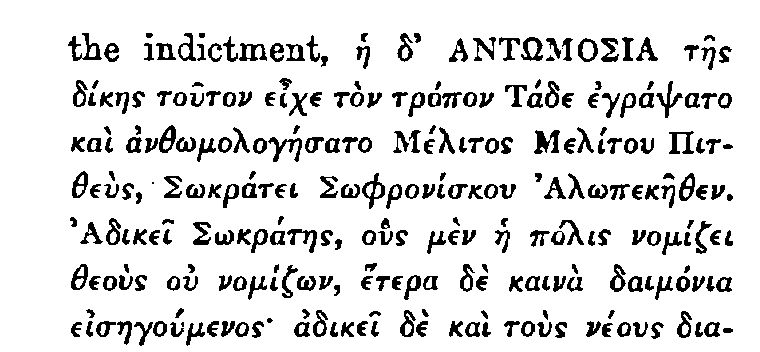 the indictment, ἡ δ’ ΑΝΤΩΜΟΣΙΑ τῆς
δίκης τοῦτον εἶχε τὸν τρόπον Τάδε ἐγράψατο
καὶ ἀνθωμολογήσατο Μέλιτος Μελίτου Πιτ-
θεὺς, Σωκράτει Σωφρονίσκου Ἀλωπεκῆθεν.
Ἀδικεῖ Σωκράτης, οὓς μὲν ἡ πόλις νομίζει
θεοὺς οὐ νομίζων, ἕτερα δὲ καινὰ δαιμόνια
εἰσηγούμενος· ἀδικεῖ δὲ καὶ τοὺς νέους δια-